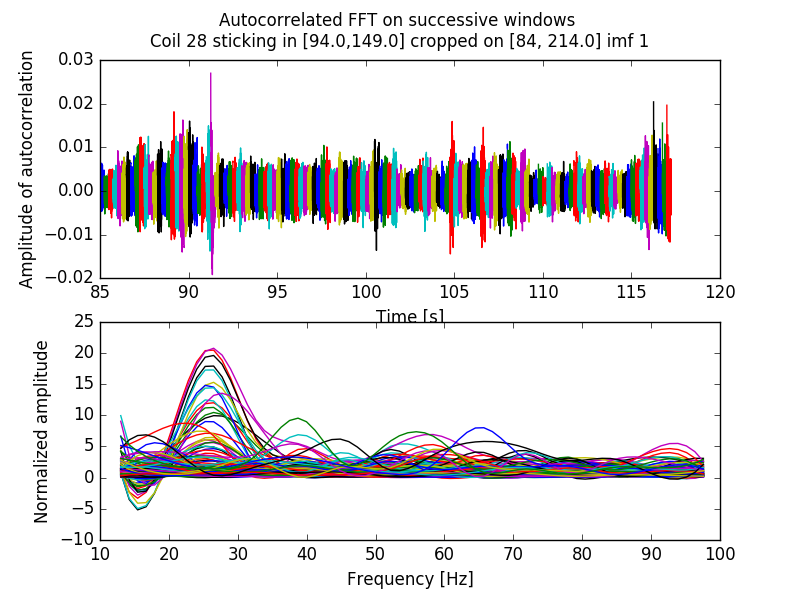 Autocorrelated FFT on successive windows
Coil 28 sticking in [94.0,149.0] cropped on [84, 214.0] imf 1
Amplitude of autocorrelation
0.03
0.02
0.01
0.00
−0.01
−0.02
85 90 95 100 105 110 115 120
Time [s]
Normalized amplitude
25
20
15
10
5
0
−5
−10
10 20 30 40 50 60 70 80 90 100
Frequency [Hz]